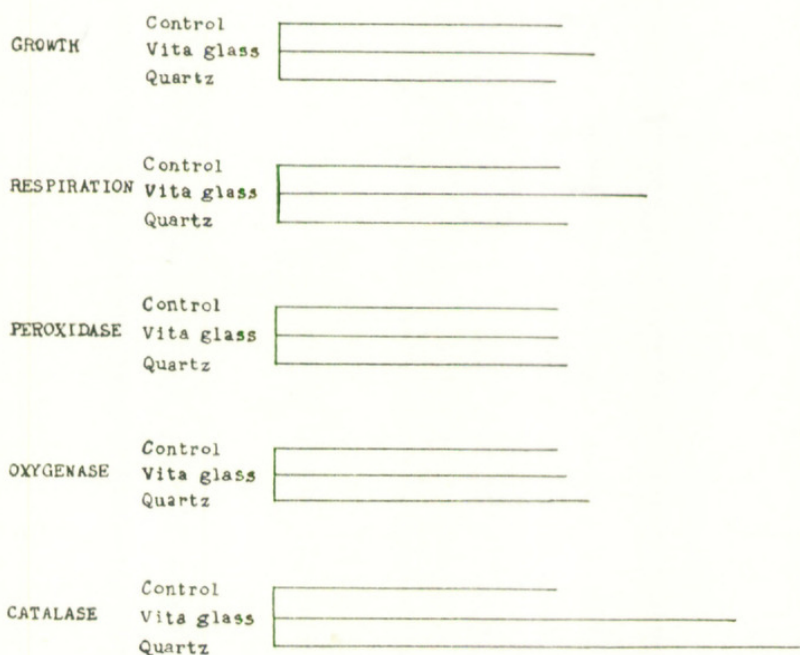 Control
GROWTH Vita glass
Quartz
Control
RESPIRATION Vita glass
Quartz
Control
PEROXIDASE Vita glass
Quartz
Control
OXYGENASE Vita glass
Quartz
Control
CATALASE Vita glass
Quartz